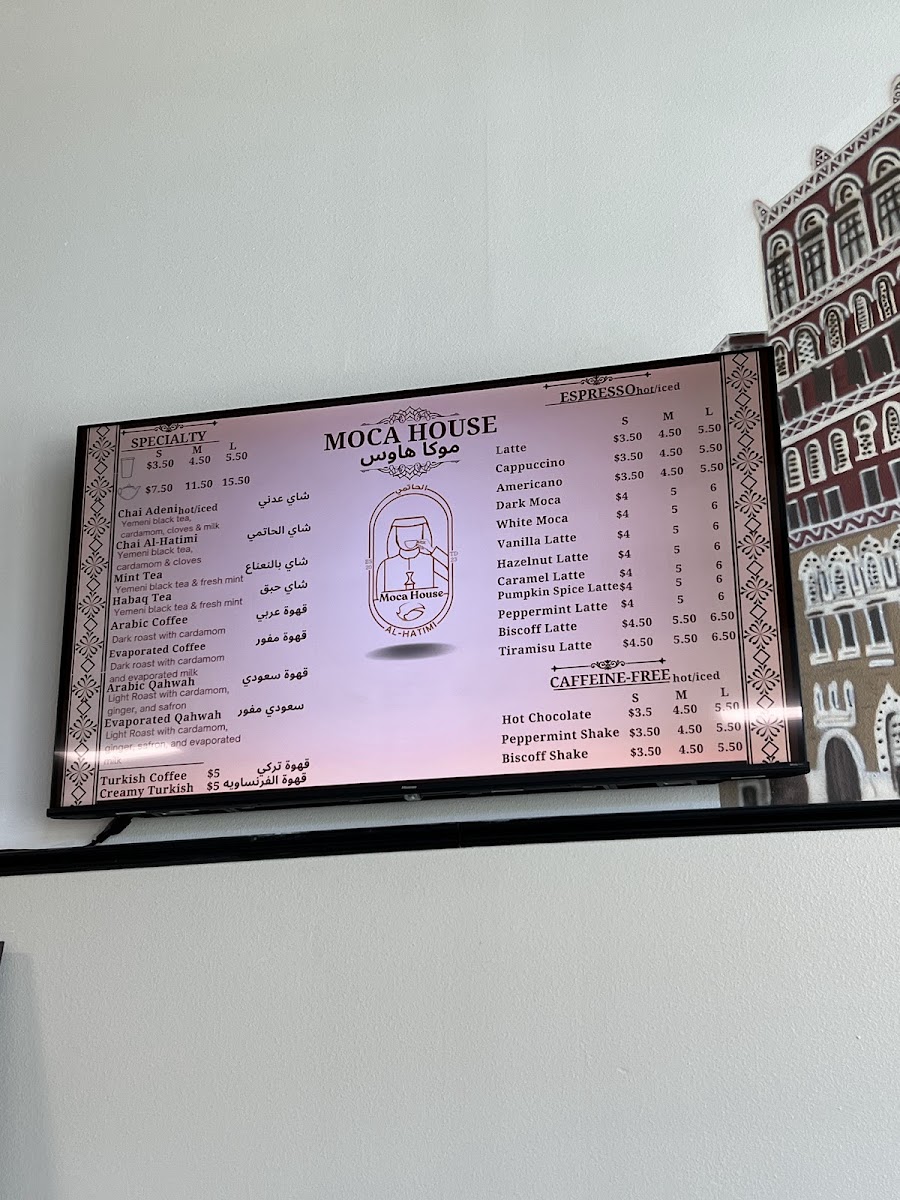 SPECIALTY
S M L
$3.50 4.50 5.50
$7.50 11.50 15.50
Chai Adeni hot/iced شاي عدني
Yemeni black tea,
cardamom, cloves & milk
Chai Al-Hatimi شاي الحاتمي
Yemeni black tea,
cardamom & cloves
Mint Tea شاي بالنعناع
Yemeni black tea & fresh mint
Habaq Tea شاي حبق
Yemeni black tea & fresh mint
Arabic Coffee قهوة عربي
Dark roast with cardamom
Evaporated Coffee قهوة مفور
Dark roast with cardamom
and evaporated milk
Arabic Qahwah قهوة سعودي
Light Roast with cardamom,
ginger, and safron
Evaporated Qahwah سعودي مفور
Light Roast with cardamom,
ginger, safron, and evaporated
milk
Turkish Coffee $5 قهوة تركي
Creamy Turkish $5 قهوة الفرنساويه
MOCA HOUSE
موكا هاوس
الحاتمي
Moca House
AL-HATIMI
Hisense
ESPRESSO hot/iced
S M L
Latte $3.50 4.50 5.50
Cappuccino $3.50 4.50 5.50
Americano $3.50 4.50 5.50
Dark Moca $4 5 6
White Moca $4 5 6
Vanilla Latte $4 5 6
Hazelnut Latte $4 5 6
Caramel Latte $4 5 6
Pumpkin Spice Latte $4 5 6
Peppermint Latte $4 5 6
Biscoff Latte $4.50 5.50 6.50
Tiramisu Latte $4.50 5.50 6.50
CAFFEINE-FREE hot/iced
S M L
Hot Chocolate $3.5 4.50 5.50
Peppermint Shake $3.50 4.50 5.50
Biscoff Shake $3.50 4.50 5.50